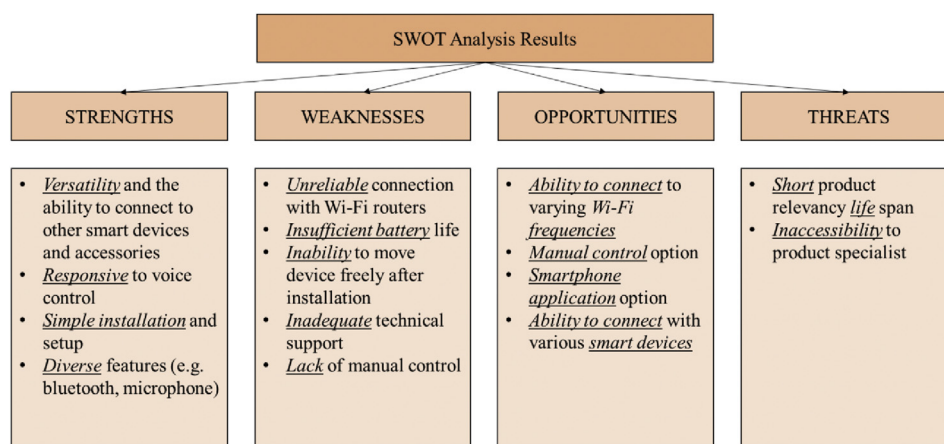 SWOT Analysis Results
STRENGTHS
WEAKNESSES
OPPORTUNITIES
THREATS
• Versatility and the
ability to connect to
other smart devices
and accessories
• Responsive to voice
control
• Simple installation and
setup
• Diverse features (e.g.
bluetooth, microphone)
• Unreliable connection
with Wi-Fi routers
• Insufficient battery life
• Inability to move
device freely after
installation
• Inadequate technical
support
• Lack of manual control
• Ability to connect to
varying Wi-Fi
frequencies
• Manual control option
• Smartphone
application option
• Ability to connect with
various smart devices
• Short product
relevancy life span
• Inaccessibility to
product specialist